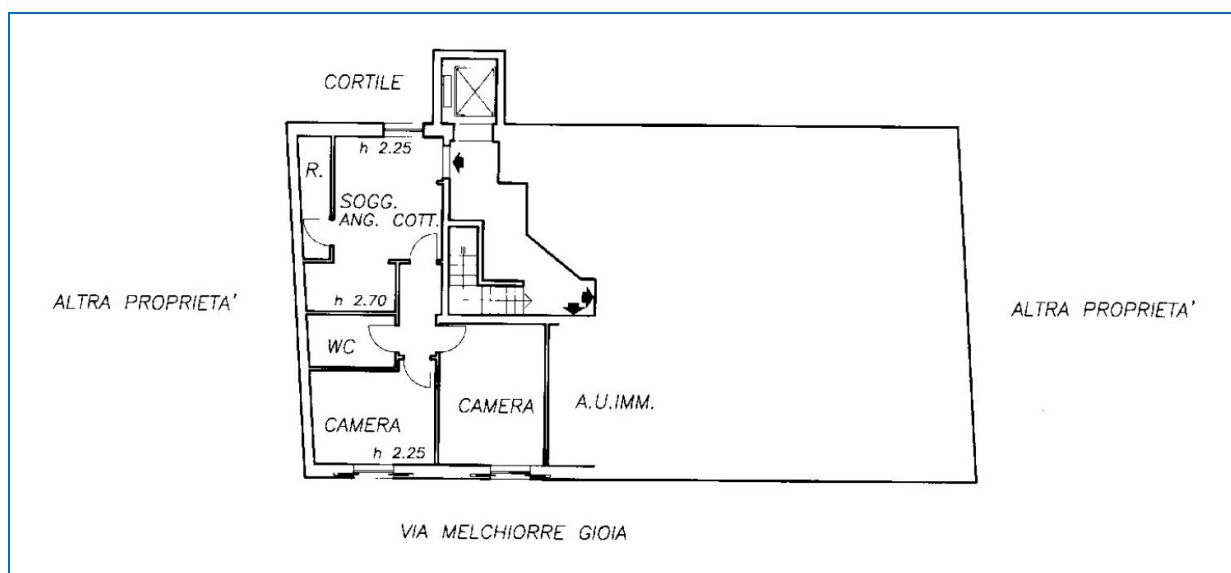 CORTILE
h 2.25
R.
SOGG.
ANG. COTT.
ALTRA PROPRIETA'
h 2.70
ALTRA PROPRIETA'
WC
CAMERA
CAMERA
A.U.IMM.
h 2.25
VIA MELCHIORRE GIOIA